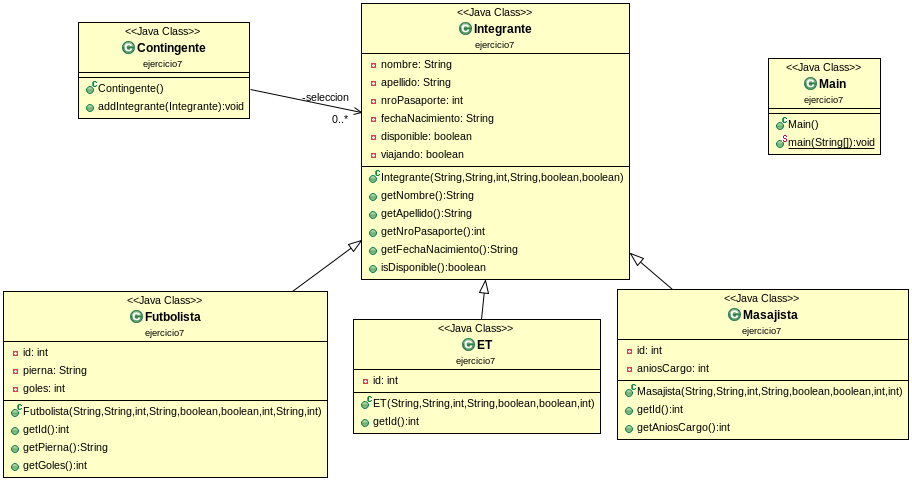 <<Java Class>>
Contingente
ejercicio7
Contingente()
addIntegrante(Integrante):void
-seleccion
0..*
<<Java Class>>
Integrante
ejercicio7
nombre: String
apellido: String
nroPasaporte: int
fechaNacimiento: String
disponible: boolean
viajando: boolean
Integrante(String,String,int,String,boolean,boolean)
getNombre():String
getApellido():String
getNroPasaporte():int
getFechaNacimiento():String
isDisponible():boolean
<<Java Class>>
Main
ejercicio7
Main()
main(String[]):void
<<Java Class>>
Futbolista
ejercicio7
id: int
pierna: String
goles: int
Futbolista(String,String,int,String,boolean,boolean,int,String,int)
getId():int
getPierna():String
getGoles():int
<<Java Class>>
ET
ejercicio7
id: int
ET(String,String,int,String,boolean,boolean,int)
getId():int
<<Java Class>>
Masajista
ejercicio7
id: int
aniosCargo: int
Masajista(String,String,int,String,boolean,boolean,int,int)
getId():int
getAniosCargo():int